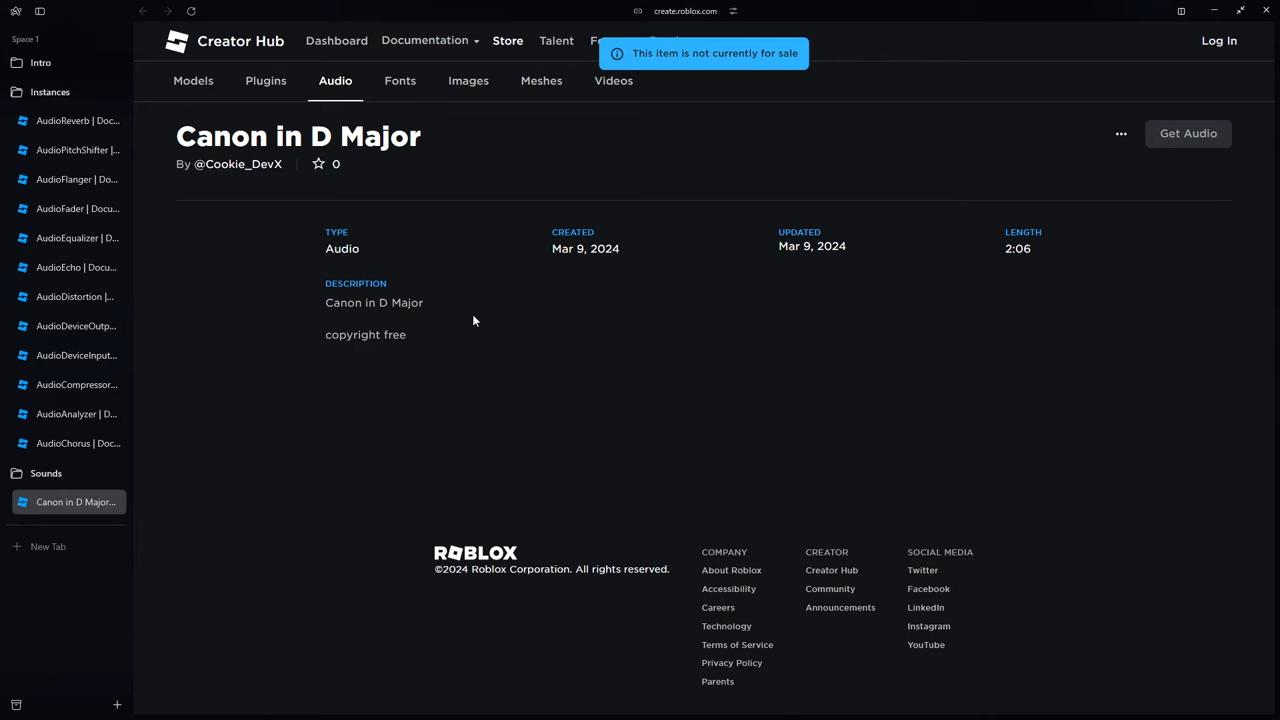 create.roblox.com
Space 1
Intro
Instances
AudioReverb | Doc...
AudioPitchShifter |...
AudioFlanger | Do...
AudioFader | Docu...
AudioEqualizer | D...
AudioEcho | Docu...
AudioDistortion |...
AudioDeviceOutp...
AudioDeviceInput...
AudioCompressor...
AudioAnalyzer | D...
AudioChorus | Doc...
Sounds
Canon in D Major...
New Tab
Creator Hub
Dashboard
Documentation
Store
Talent
Log In
This item is not currently for sale
Models
Plugins
Audio
Fonts
Images
Meshes
Videos
Canon in D Major
Get Audio
By @Cookie_DevX
0
TYPE
Audio
CREATED
Mar 9, 2024
UPDATED
Mar 9, 2024
LENGTH
2:06
DESCRIPTION
Canon in D Major
copyright free
ROBLOX
©2024 Roblox Corporation. All rights reserved.
COMPANY
About Roblox
Accessibility
Careers
Technology
Terms of Service
Privacy Policy
Parents
CREATOR
Creator Hub
Community
Announcements
SOCIAL MEDIA
Twitter
Facebook
LinkedIn
Instagram
YouTube